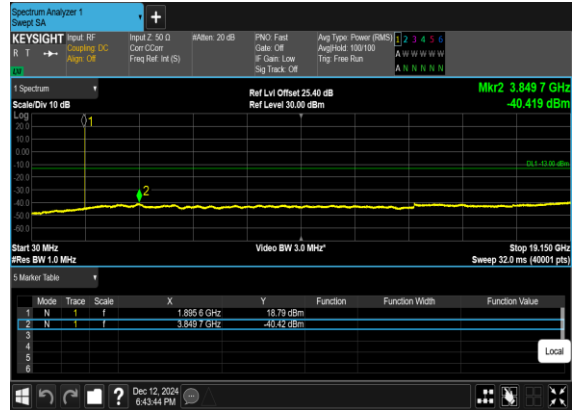 Spectrum Analyzer 1
Swept SA
+
KEYSIGHT Input: RF Input Z: 50 Ω #Atten: 20 dB PNO: Fast Avg Type: Power (RMS) 1 2 3 4 5 6
R T Coupling: DC Corr CCorr Gate: Off Avg|Hold: 100/100 A W W W W W
Align: Off Freq Ref: Int (S) IF Gain: Low Trig: Free Run
Sig Track: Off A N N N N N
1 Spectrum Ref Lvl Offset 25.40 dB Mkr2 3.849 7 GHz
Scale/Div 10 dB Ref Level 30.00 dBm -40.419 dBm
Log
20.0
10.0
0.00
-10.0
-20.0
-30.0
-40.0
-50.0
-60.0
1
2
DL1 -13.00 dBm
Start 30 MHz Video BW 3.0 MHz* Stop 19.150 GHz
#Res BW 1.0 MHz Sweep 32.0 ms (40001 pts)
5 Marker Table
Mode Trace Scale X Y Function Function Width Function Value
1 N 1 f 1.895 6 GHz 18.79 dBm
2 N 1 f 3.849 7 GHz -40.42 dBm
3
4
5
6
Local
? Dec 12, 2024
6:43:44 PM